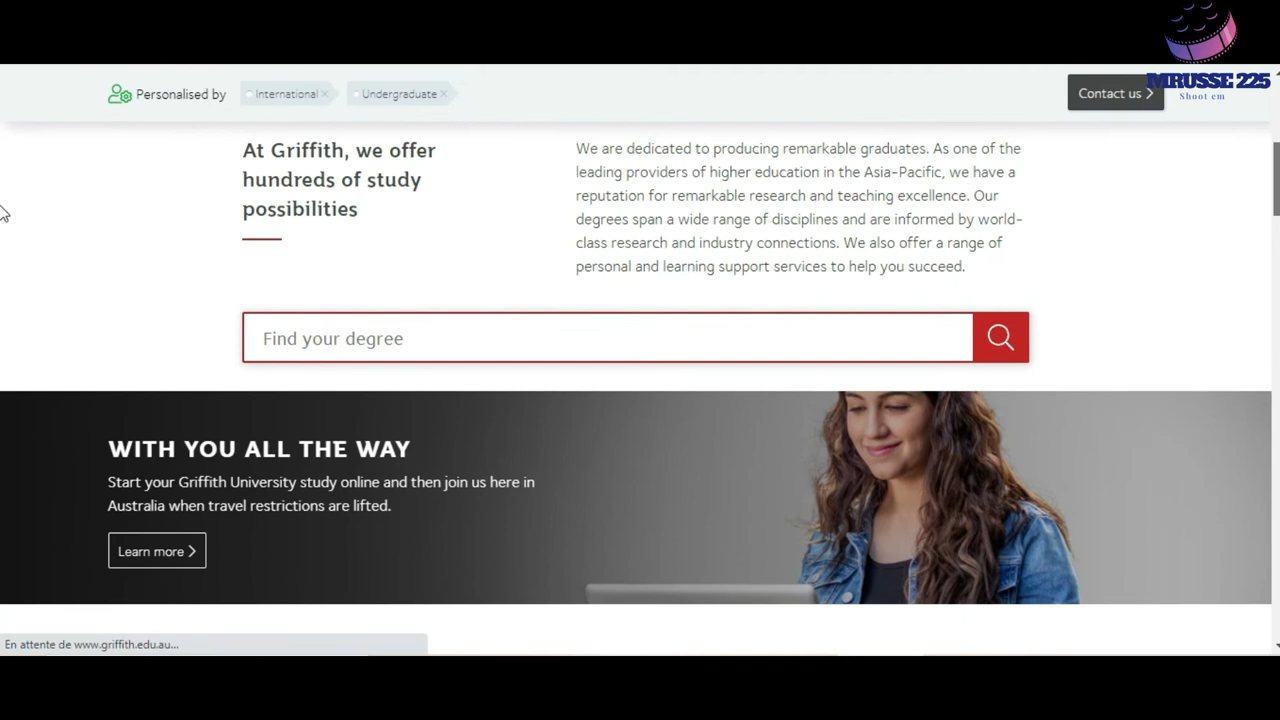 MRUSSE 225
Shoot em
Personalised by
International ×
Undergraduate ×
Contact us >
At Griffith, we offer
hundreds of study
possibilities
We are dedicated to producing remarkable graduates. As one of the
leading providers of higher education in the Asia-Pacific, we have a
reputation for remarkable research and teaching excellence. Our
degrees span a wide range of disciplines and are informed by world-
class research and industry connections. We also offer a range of
personal and learning support services to help you succeed.
Find your degree
WITH YOU ALL THE WAY
Start your Griffith University study online and then join us here in
Australia when travel restrictions are lifted.
Learn more >
En attente de www.griffith.edu.au...